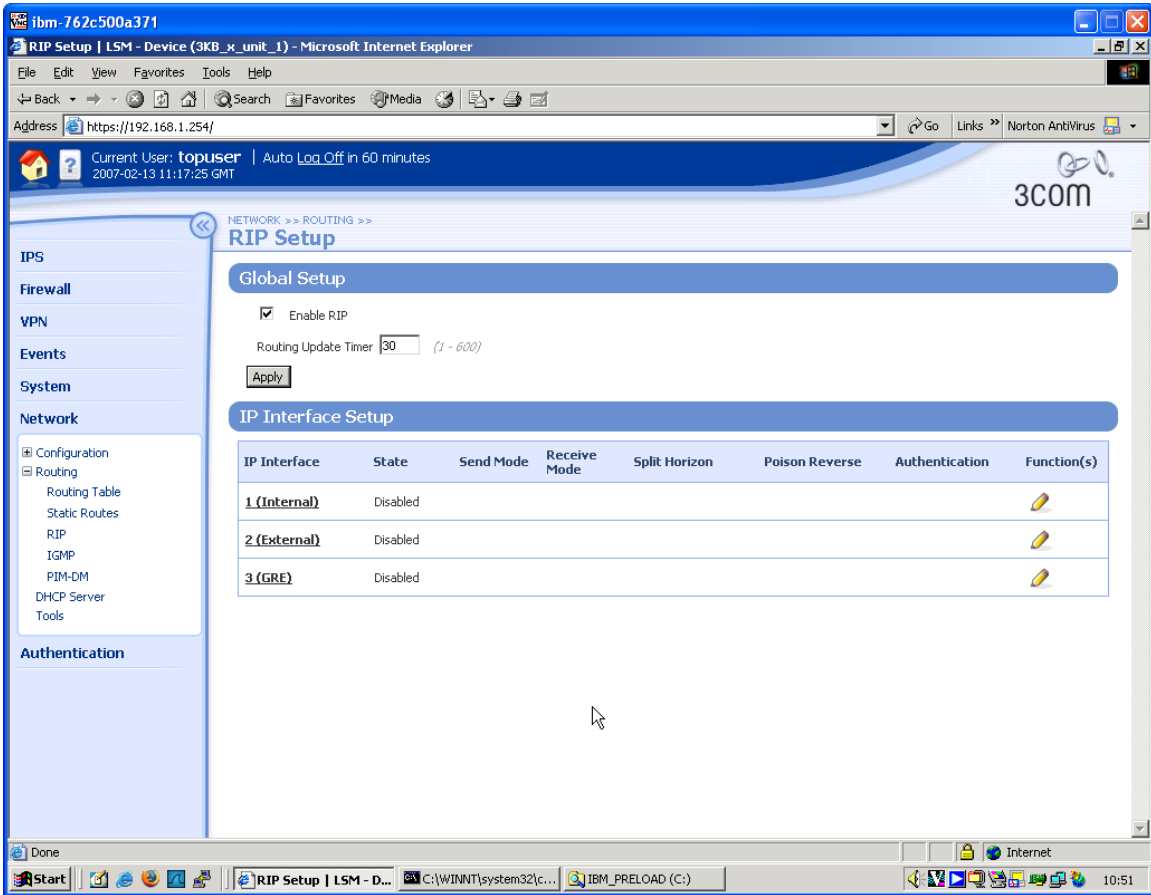 ibm-762c500a371
RIP Setup | LSM - Device (3KB_x_unit_1) - Microsoft Internet Explorer
File Edit View Favorites Tools Help
Back Search Favorites Media
Address https://192.168.1.254/ Go Links » Norton AntiVirus
Current User: topuser | Auto Log Off in 60 minutes
2007-02-13 11:17:25 GMT
3COM
NETWORK >> ROUTING >>
RIP Setup
IPS
Firewall
VPN
Events
System
Network
Configuration
Routing
Routing Table
Static Routes
RIP
IGMP
PIM-DM
DHCP Server
Tools
Authentication
Global Setup
Enable RIP
Routing Update Timer 30 (1 - 600)
Apply
IP Interface Setup
IP Interface State Send Mode Receive Mode Split Horizon Poison Reverse Authentication Function(s)
1 (Internal) Disabled
2 (External) Disabled
3 (GRE) Disabled
Done Internet
Start RIP Setup | LSM - D... C:\WINNT\system32\c... IBM_PRELOAD (C:) 10:51